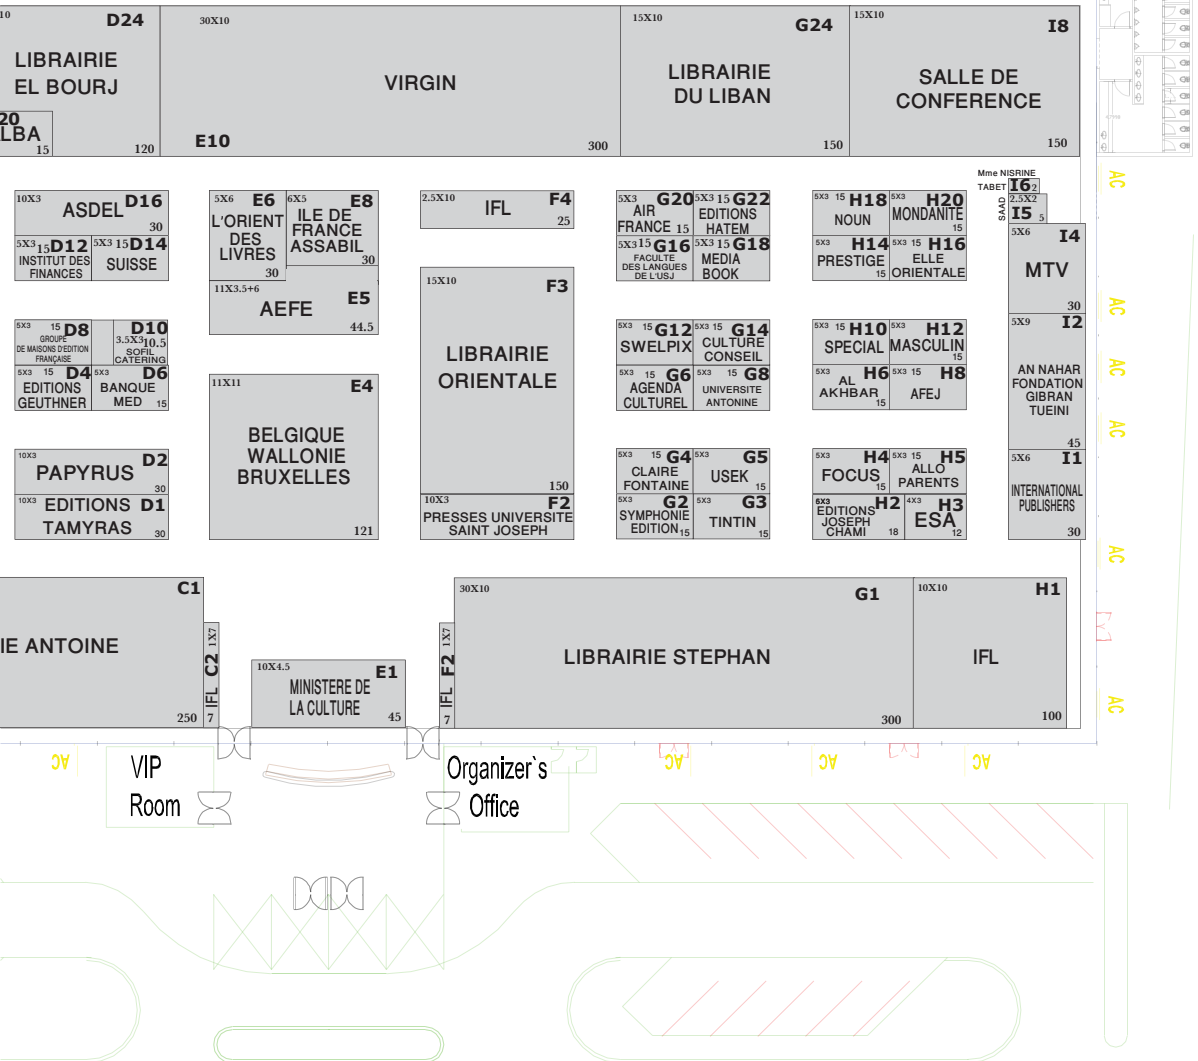 10
D24
LIBRAIRIE
EL BOURJ
20
LBA
15
120
30X10
VIRGIN
E10
300
15X10
G24
LIBRAIRIE
DU LIBAN
150
15X10
I8
SALLE DE
CONFERENCE
150
10X3
D16
ASDEL
30
5X3
15
D12
INSTITUT DES
FINANCES
5X3 15
D14
SUISSE
5X6
E6
L'ORIENT
DES
LIVRES
30
6X5
E8
ILE DE
FRANCE
ASSABIL
30
11X3.5+6
E5
AEFE
44.5
2.5X10
F4
IFL
25
5X3
G20
AIR
FRANCE 15
5X3 15
G22
EDITIONS
HATEM
5X3 15
G16
FACULTE
DES LANGUES
DE L'USJ
5X3 15
G18
MEDIA
BOOK
5X3 15
H18
NOUN
5X3
H20
MONDANITE
15
5X3
H14
PRESTIGE
15
5X3 15
H16
ELLE
ORIENTALE
Mme NISRINE
TABET
I6
2
SAAD
2.5X2
I5
5
5X6
I4
MTV
30
5X3 15
D8
GROUPE
DE MAISONS D'EDITION
FRANÇAISE
D10
3.5X3
10.5
SOFIL
CATERING
5X3 15
D4
EDITIONS
GEUTHNER
5X3
D6
BANQUE
MED
15
11X11
E4
BELGIQUE
WALLONIE
BRUXELLES
121
15X10
F3
LIBRAIRIE
ORIENTALE
150
5X3 15
G12
SWELPIX
5X3 15
G14
CULTURE
CONSEIL
5X3 15
G6
AGENDA
CULTUREL
5X3 15
G8
UNIVERSITE
ANTONINE
5X3 15
H10
SPECIAL
5X3
H12
MASCULIN
15
5X3
H6
AL
AKHBAR
15
5X3 15
H8
AFEJ
5X9
I2
AN NAHAR
FONDATION
GIBRAN
TUEINI
45
10X3
D2
PAPYRUS
30
10X3
D1
EDITIONS
TAMYRAS
30
10X3
F2
PRESSES UNIVERSITE
SAINT JOSEPH
5X3 15
G4
CLAIRE
FONTAINE
5X3
G5
USEK
15
5X3
G2
SYMPHONIE
EDITION
15
5X3
G3
TINTIN
15
5X3
H4
FOCUS
15
5X3 15
H5
ALLO
PARENTS
6X3
H2
EDITIONS
JOSEPH
CHAMI
18
4X3
H3
ESA
12
5X6
I1
INTERNATIONAL
PUBLISHERS
30
C1
IE ANTOINE
250
1X7
IFL C2
7
10X4.5
E1
MINISTERE DE
LA CULTURE
45
1X7
IFL F2
7
30X10
G1
LIBRAIRIE STEPHAN
300
10X10
H1
IFL
100
AC
AC
AC
AC
AC
AC
AC
AC
AC
AC
VIP
Room
Organizer`s
Office